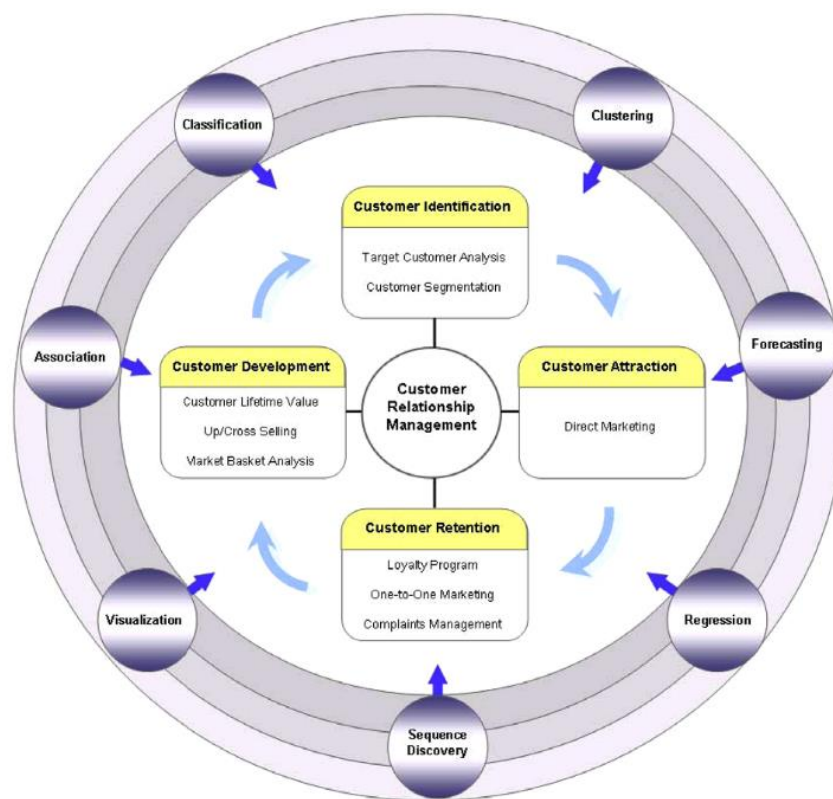 Classification
Clustering
Customer Identification
Target Customer Analysis
Customer Segmentation
Association
Forecasting
Customer Development
Customer Lifetime Value
Up/Cross Selling
Market Basket Analysis
Customer
Relationship
Management
Customer Attraction
Direct Marketing
Customer Retention
Loyalty Program
One-to-One Marketing
Complaints Management
Visualization
Regression
Sequence
Discovery